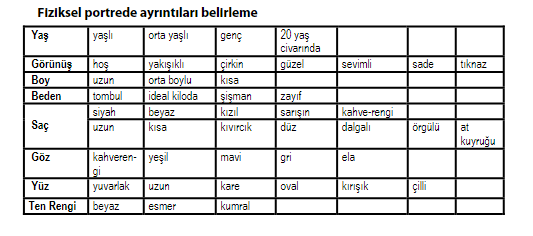 Fiziksel portrede ayrıntıları belirleme
Yaş yaşlı orta yaşlı genç 20 yaş civarında
Görünüş hoş yakışıklı çirkin güzel sevimli sade tıknaz
Boy uzun orta boylu kısa
Beden tombul ideal kiloda şişman zayıf
Saç siyah beyaz kızıl sarışın kahve-rengi
uzun kısa kıvırcık düz dalgalı örgülü at kuyruğu
Göz kahveren-gi yeşil mavi gri ela
Yüz yuvarlak uzun kare oval kırışık çilli
Ten Rengi beyaz esmer kumral